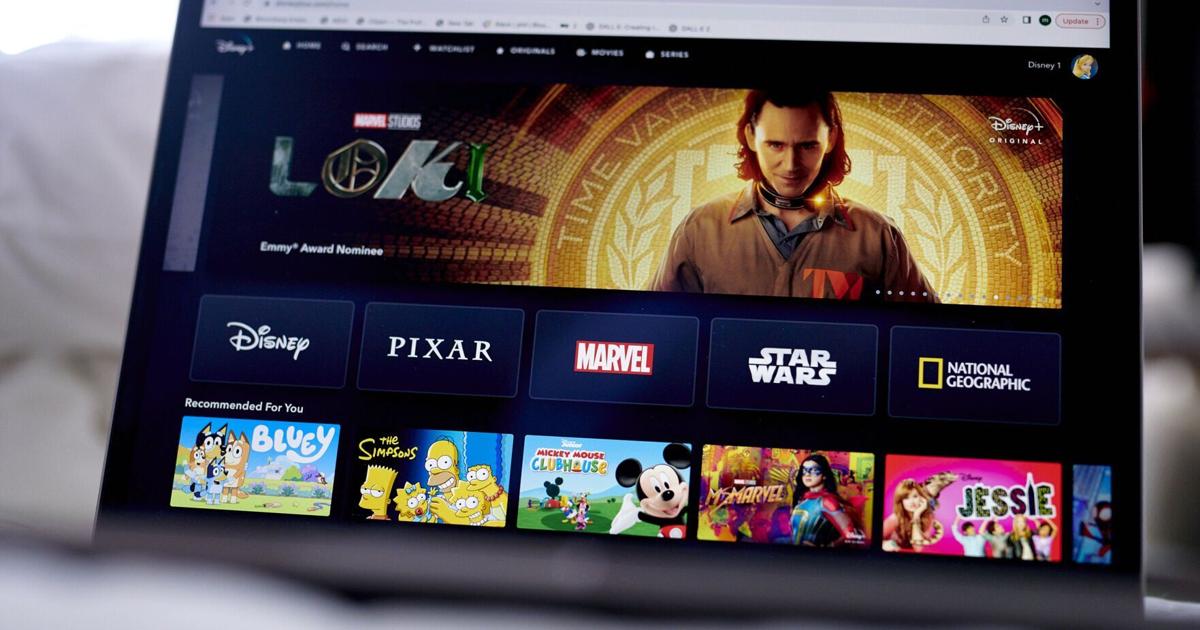 Update
Disney+
HOME
SEARCH
WATCHLIST
ORIGINALS
MOVIES
SERIES
Disney 1
MARVEL STUDIOS
LOKI
Emmy® Award Nominee
TIME VARIANCE AUTHORITY
Disney+
ORIGINAL
DISNEY
PIXAR
MARVEL
STAR
WARS
NATIONAL
GEOGRAPHIC
Recommended For You
BLUEY
THE
SIMPSONS
MICKEY MOUSE
CLUBHOUSE
MS. MARVEL
Disney
JESSIE